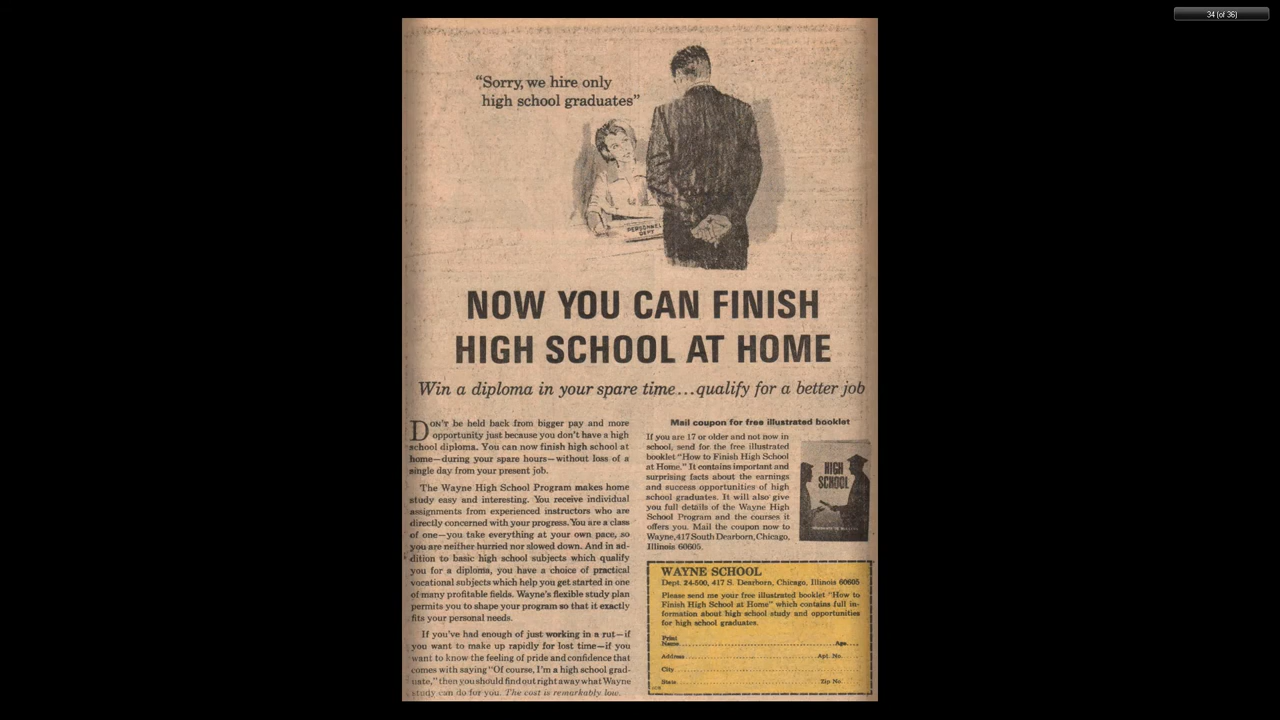 34 (of 36)
"Sorry, we hire only
high school graduates"
PERSONNEL
DEPT
NOW YOU CAN FINISH
HIGH SCHOOL AT HOME
Win a diploma in your spare time...qualify for a better job
DON'T be held back from bigger pay and more
opportunity just because you don't have a high
school diploma. You can now finish high school at
home—during your spare hours—without loss of a
single day from your present job.
The Wayne High School Program makes home
study easy and interesting. You receive individual
assignments from experienced instructors who are
directly concerned with your progress. You are a class
of one—you take everything at your own pace, so
you are neither hurried nor slowed down. And in ad-
dition to basic high school subjects which qualify
you for a diploma, you have a choice of practical
vocational subjects which help you get started in one
of many profitable fields. Wayne's flexible study plan
permits you to shape your program so that it exactly
fits your personal needs.
If you've had enough of just working in a rut—if
you want to make up rapidly for lost time—if you
want to know the feeling of pride and confidence that
comes with saying "Of course, I'm a high school grad-
uate," then you should find out right away what Wayne
study can do for you. The cost is remarkably low.
Mail coupon for free illustrated booklet
If you are 17 or older and not now in
school, send for the free illustrated
booklet "How to Finish High School
at Home." It contains important and
surprising facts about the earnings
and success opportunities of high
school graduates. It will also give
you full details of the Wayne High
School Program and the courses it
offers you. Mail the coupon now to
Wayne, 417 South Dearborn, Chicago,
Illinois 60605.
HIGH
SCHOOL
WAYNE SCHOOL
Dept. 24-500, 417 S. Dearborn, Chicago, Illinois 60605
Please send me your free illustrated booklet "How to
Finish High School at Home" which contains full in-
formation about high school study and opportunities
for high school graduates.
Print
Name Age
Address Apt. No.
City
State Zip No.